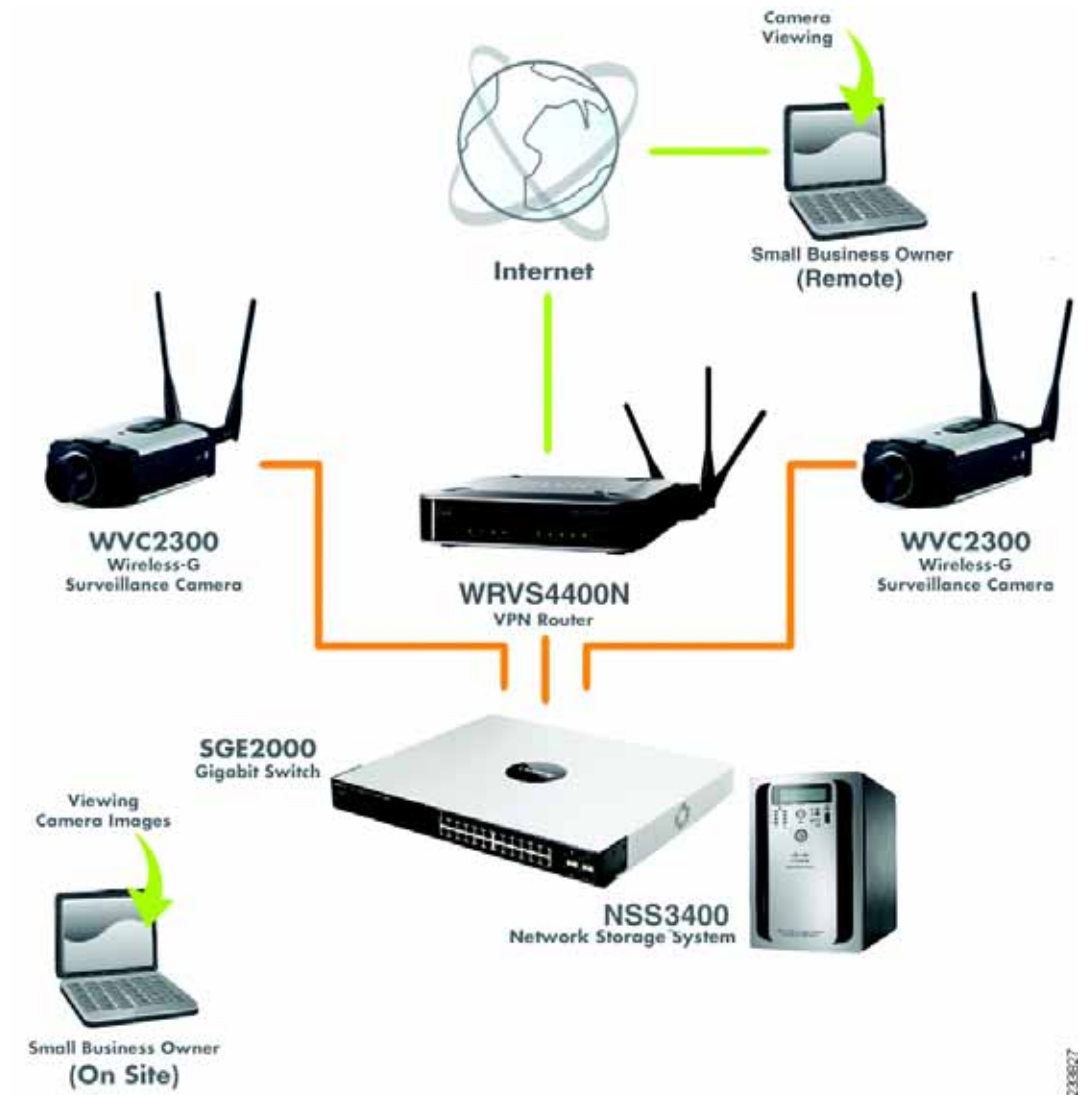 Camera
Viewing
Small Business Owner
(Remote)
Internet
WVC2300
Wireless-G
Surveillance Camera
WRVS4400N
VPN Router
WVC2300
Wireless-G
Surveillance Camera
SGE2000
Gigabit Switch
Viewing
Camera Images
NSS3400
Network Storage System
Small Business Owner
(On Site)
233827